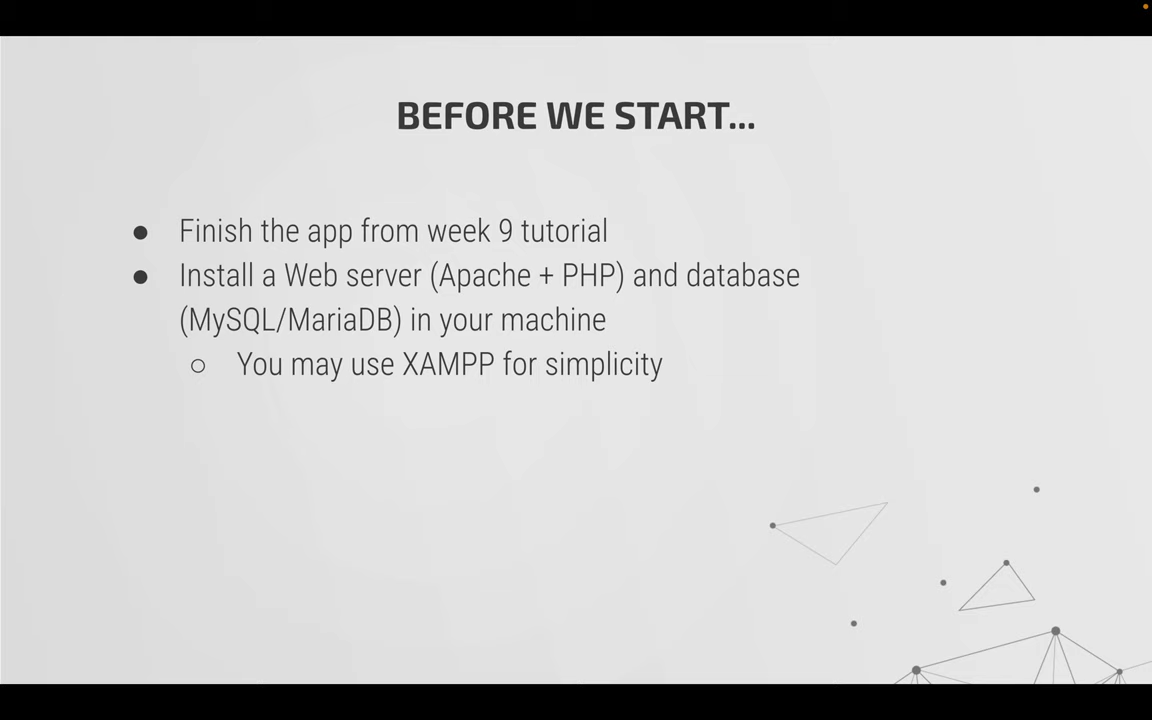 BEFORE WE START...
● Finish the app from week 9 tutorial
● Install a Web server (Apache + PHP) and database
(MySQL/MariaDB) in your machine
○ You may use XAMPP for simplicity